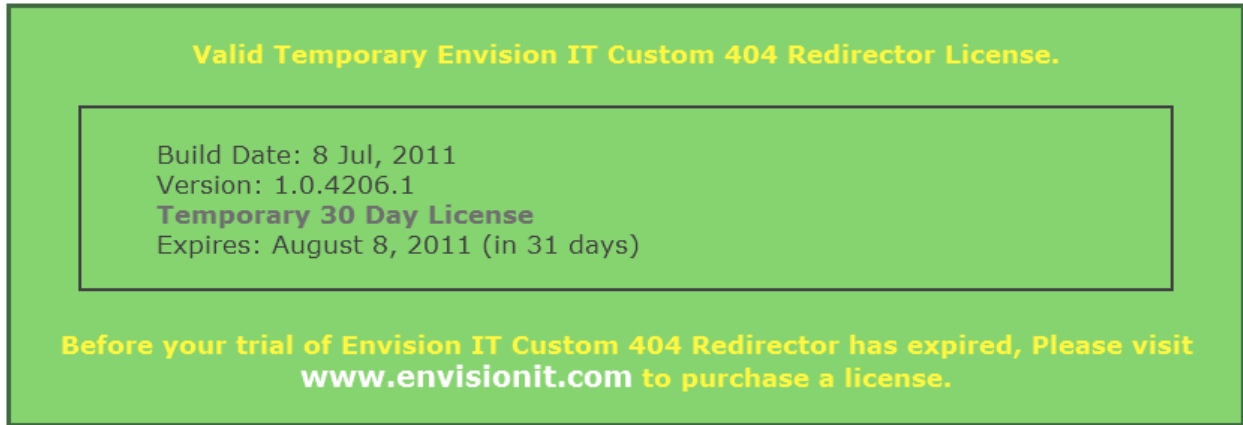 Valid Temporary Envision IT Custom 404 Redirector License.
Build Date: 8 Jul, 2011
Version: 1.0.4206.1
Temporary 30 Day License
Expires: August 8, 2011 (in 31 days)
Before your trial of Envision IT Custom 404 Redirector has expired, Please visit
www.envisionit.com to purchase a license.